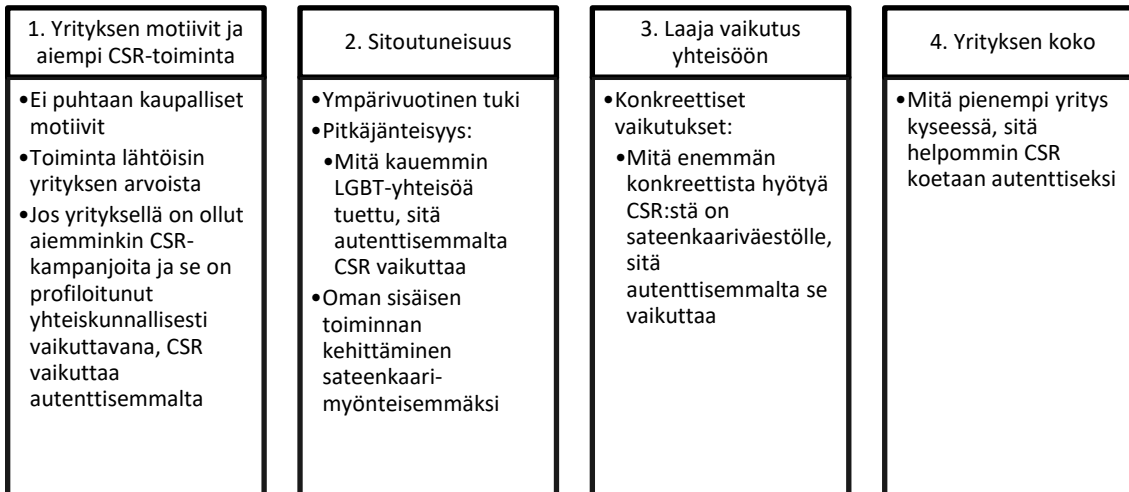 1. Yrityksen motiivit ja
aiempi CSR-toiminta
•Ei puhtaan kaupalliset
motiivit
•Toiminta lähtöisin
yrityksen arvoista
•Jos yrityksellä on ollut
aiemminkin CSR-
kampanjoita ja se on
profiloitunut
yhteiskunnallisesti
vaikuttavana, CSR
vaikuttaa
autenttisemmalta
2. Sitoutuneisuus
•Ympärivuotinen tuki
•Pitkäjänteisyys:
•Mitä kauemmin
LGBT-yhteisöä
tuettu, sitä
autenttisemmalta
CSR vaikuttaa
•Oman sisäisen
toiminnan
kehittäminen
sateenkaari-
myönteisemmäksi
3. Laaja vaikutus
yhteisöön
•Konkreettiset
vaikutukset:
•Mitä enemmän
konkreettista hyötyä
CSR:stä on
sateenkaariväestölle,
sitä
autenttisemmalta se
vaikuttaa
4. Yrityksen koko
•Mitä pienempi yritys
kyseessä, sitä
helpommin CSR
koetaan autenttiseksi